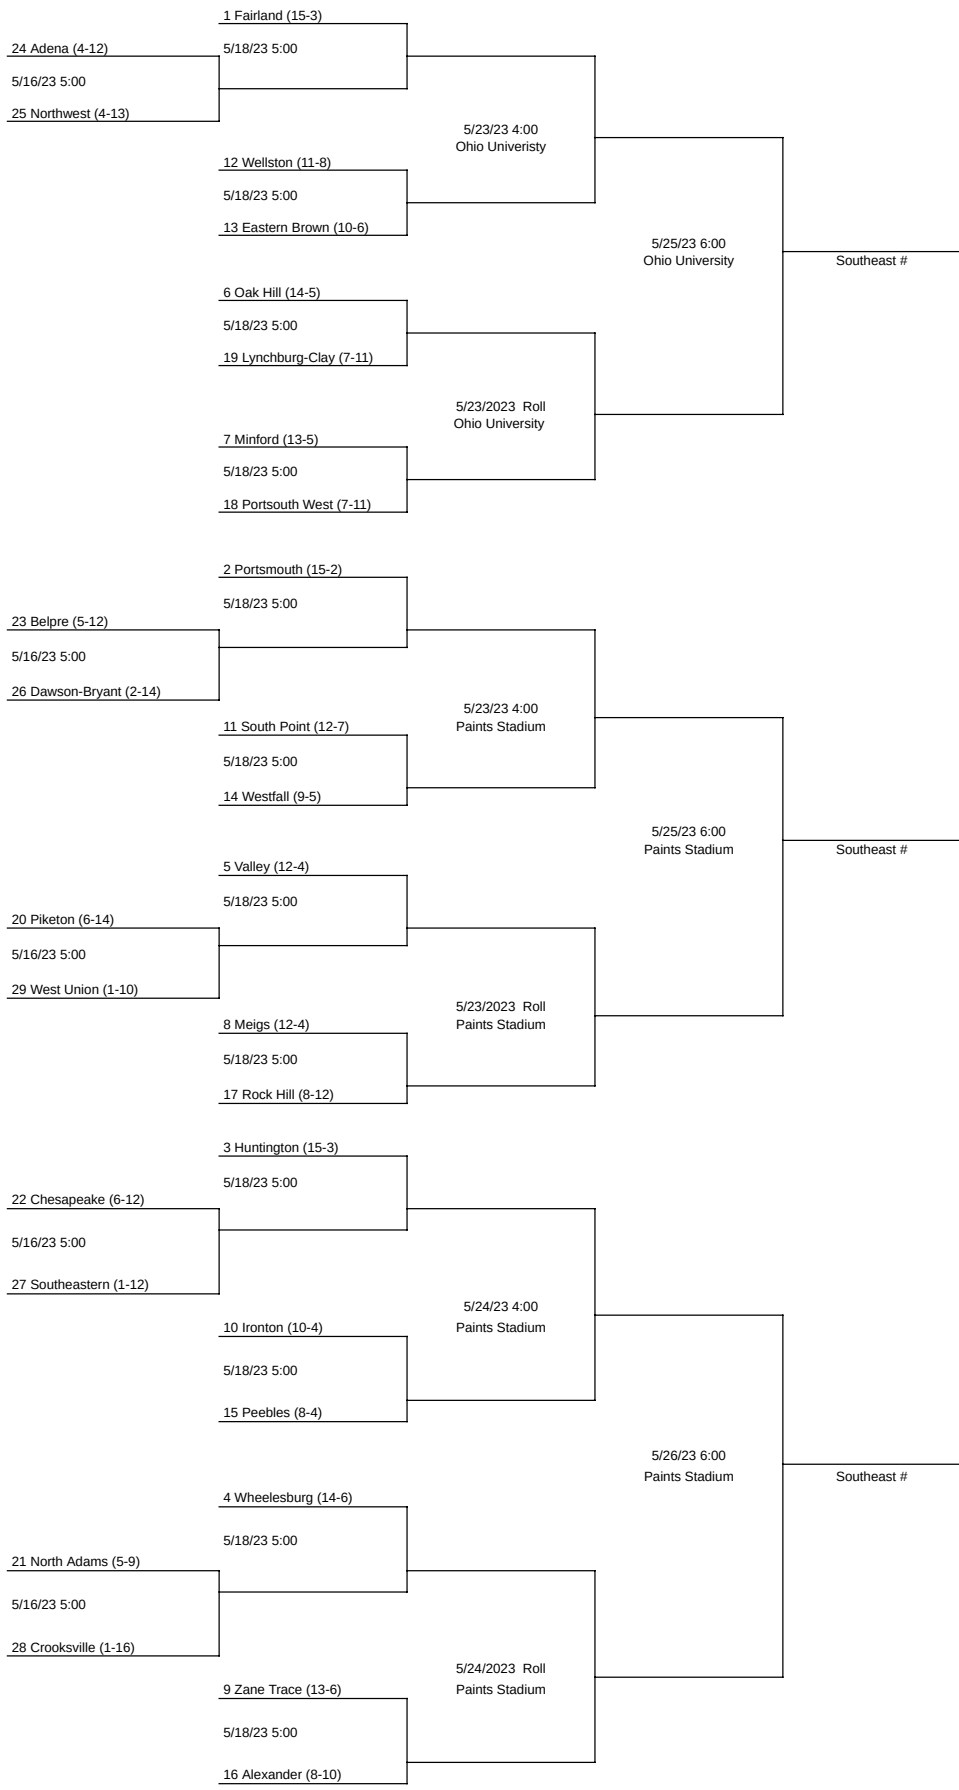 1 Fairland (15-3)
24 Adena (4-12)
5/18/23 5:00
5/16/23 5:00
25 Northwest (4-13)
5/23/23 4:00
Ohio Univeristy
12 Wellston (11-8)
5/18/23 5:00
13 Eastern Brown (10-6)
5/25/23 6:00
Ohio University
Southeast #
6 Oak Hill (14-5)
5/18/23 5:00
19 Lynchburg-Clay (7-11)
5/23/2023  Roll
Ohio University
7 Minford (13-5)
5/18/23 5:00
18 Portsouth West (7-11)
2 Portsmouth (15-2)
5/18/23 5:00
23 Belpre (5-12)
5/16/23 5:00
26 Dawson-Bryant (2-14)
5/23/23 4:00
Paints Stadium
11 South Point (12-7)
5/18/23 5:00
14 Westfall (9-5)
5/25/23 6:00
Paints Stadium
Southeast #
5 Valley (12-4)
5/18/23 5:00
20 Piketon (6-14)
5/16/23 5:00
29 West Union (1-10)
5/23/2023  Roll
Paints Stadium
8 Meigs (12-4)
5/18/23 5:00
17 Rock Hill (8-12)
3 Huntington (15-3)
5/18/23 5:00
22 Chesapeake (6-12)
5/16/23 5:00
27 Southeastern (1-12)
5/24/23 4:00
Paints Stadium
10 Ironton (10-4)
5/18/23 5:00
15 Peebles (8-4)
5/26/23 6:00
Paints Stadium
Southeast #
4 Wheelesburg (14-6)
5/18/23 5:00
21 North Adams (5-9)
5/16/23 5:00
28 Crooksville (1-16)
5/24/2023  Roll
Paints Stadium
9 Zane Trace (13-6)
5/18/23 5:00
16 Alexander (8-10)